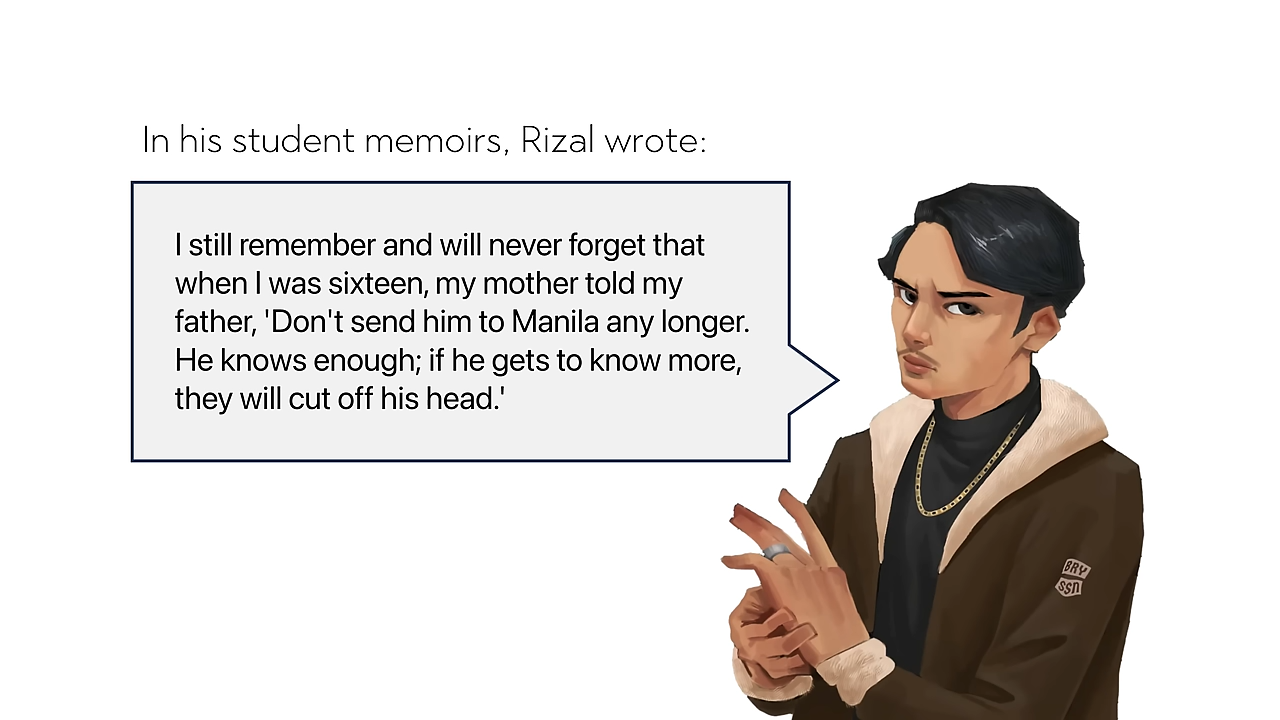 In his student memoirs, Rizal wrote:
I still remember and will never forget that
when I was sixteen, my mother told my
father, 'Don't send him to Manila any longer.
He knows enough; if he gets to know more,
they will cut off his head.'
BRY
SSN